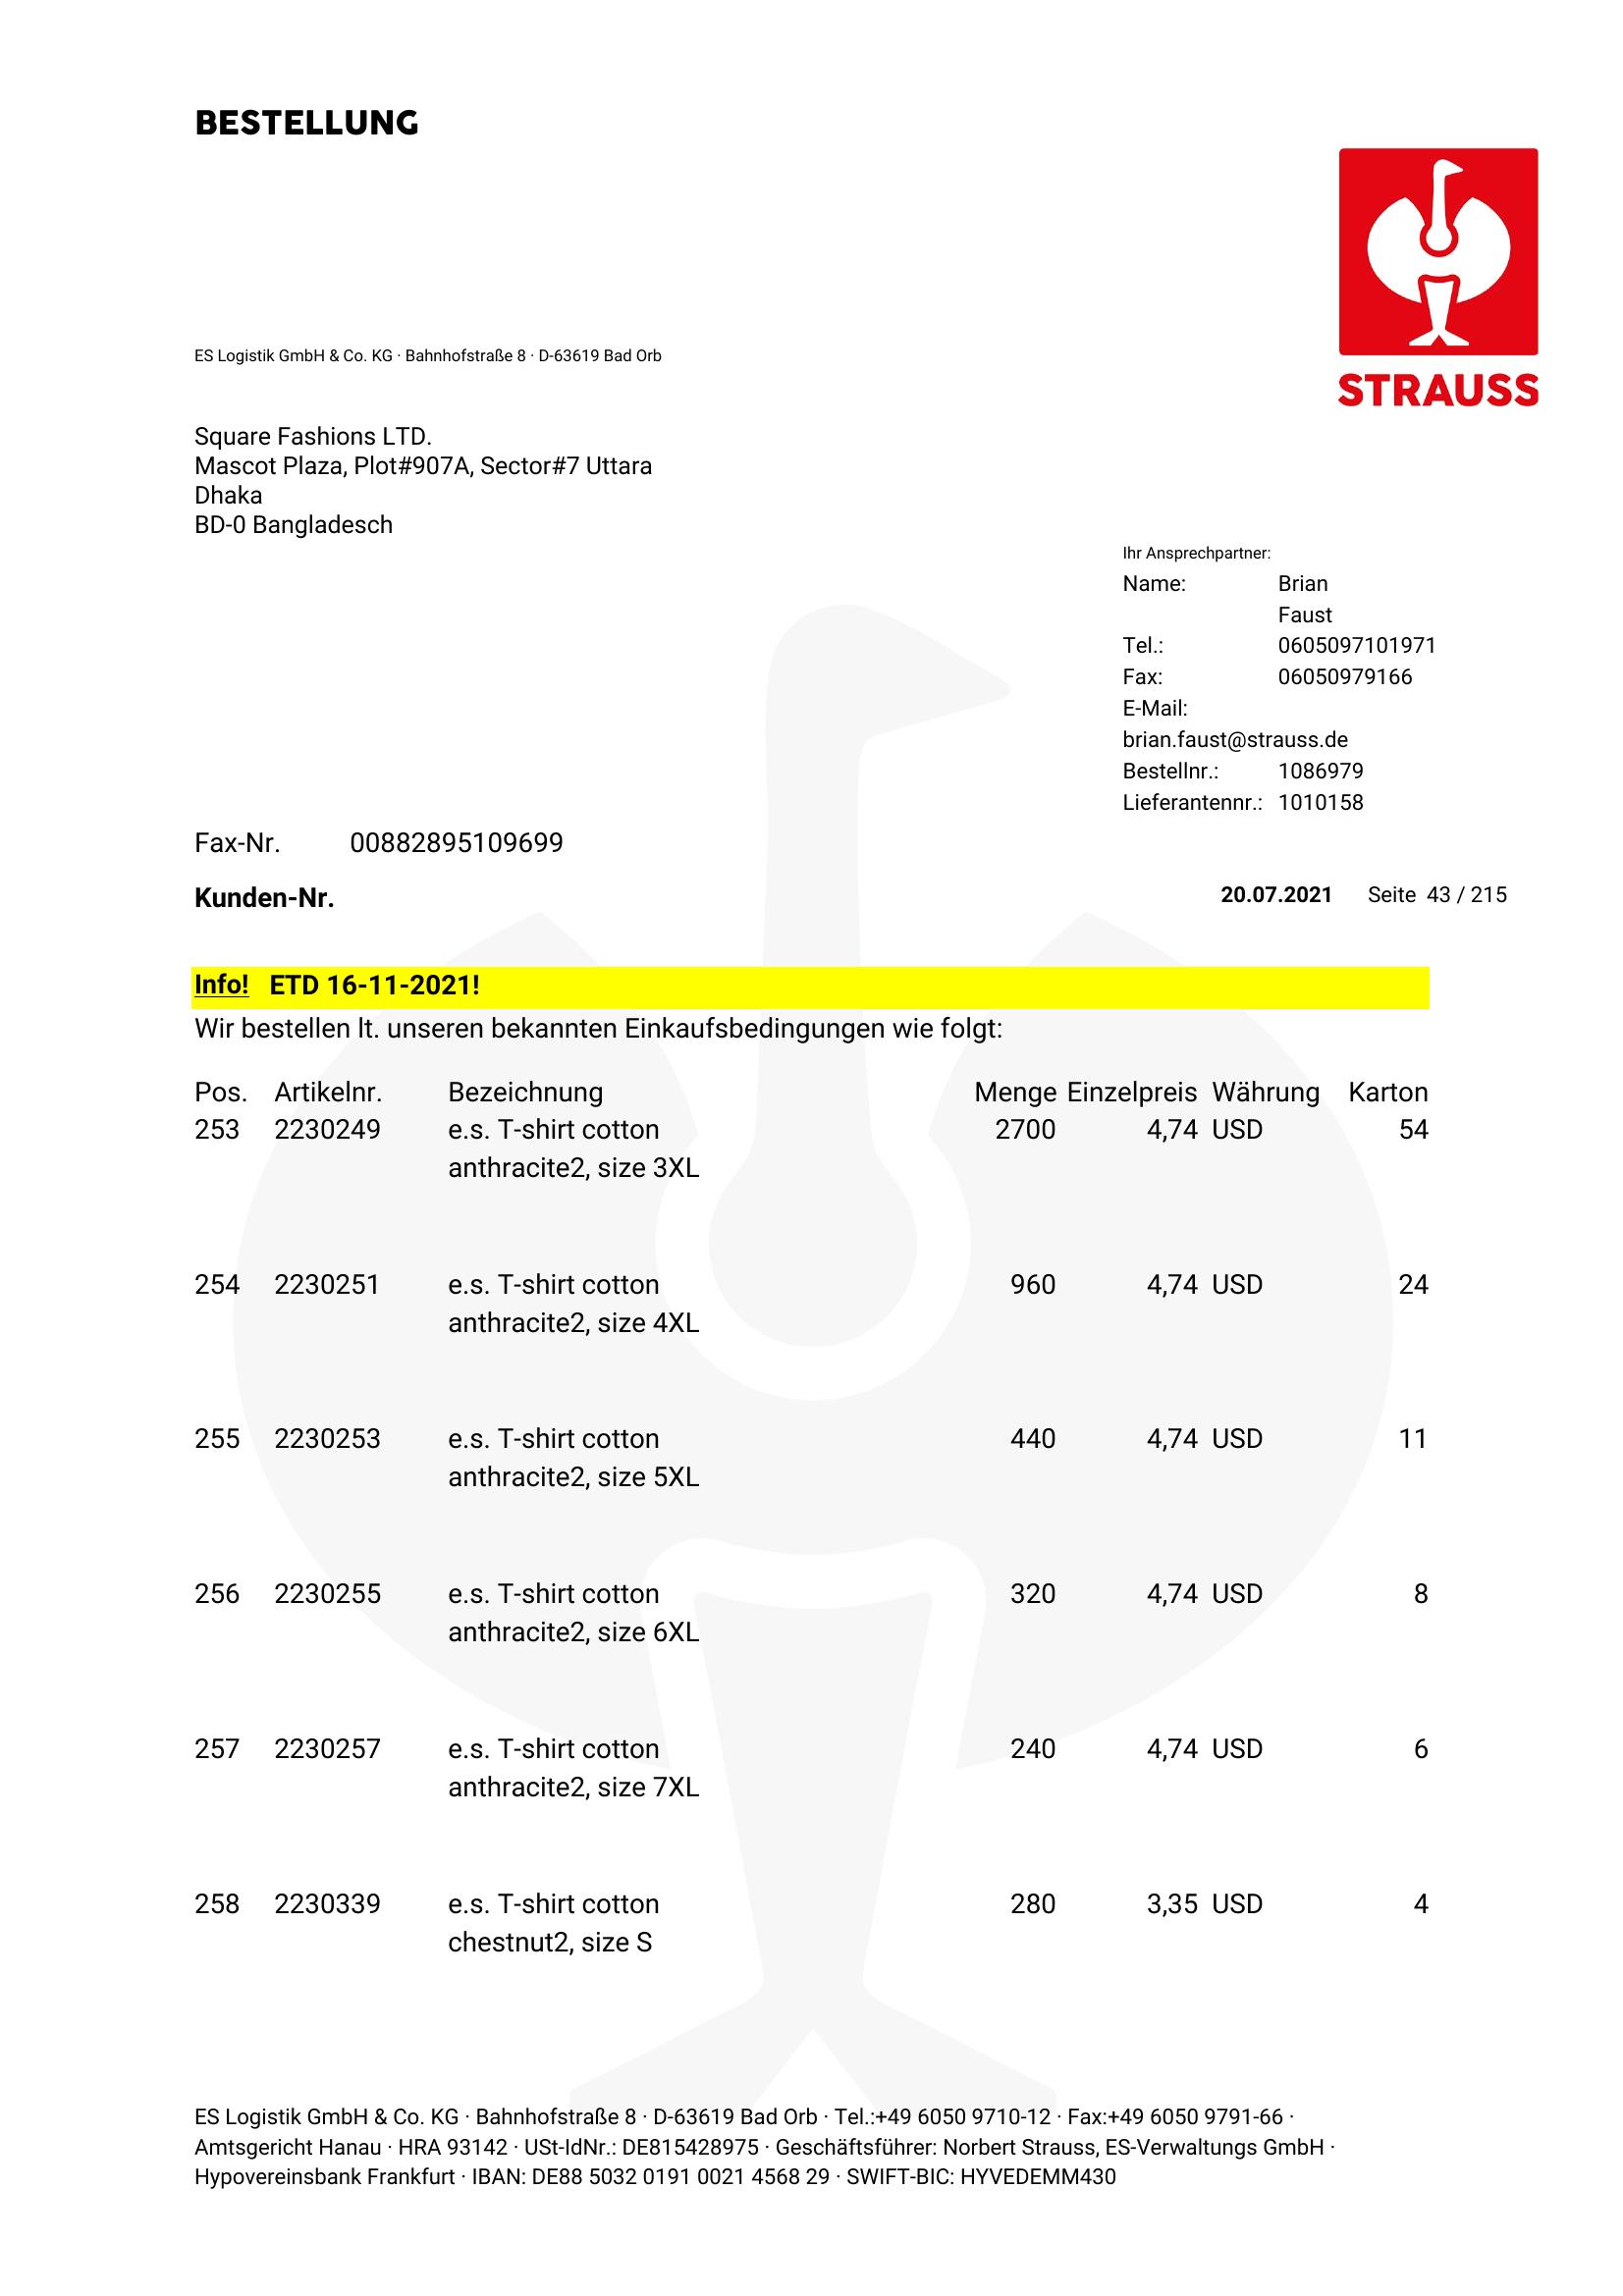 BESTELLUNG
STRAUSS
ES Logistik GmbH & Co. KG · Bahnhofstraße 8 · D-63619 Bad Orb
Square Fashions LTD.
Mascot Plaza, Plot#907A, Sector#7 Uttara
Dhaka
BD-0 Bangladesch
Ihr Ansprechpartner:
Name: Brian
Faust
Tel.: 0605097101971
Fax: 06050979166
E-Mail:
brian.faust@strauss.de
Bestellnr.: 1086979
Lieferantennr.: 1010158
Fax-Nr. 00882895109699
Kunden-Nr. 20.07.2021 Seite 43 / 215
Info! ETD 16-11-2021!
Wir bestellen lt. unseren bekannten Einkaufsbedingungen wie folgt:
Pos. Artikelnr. Bezeichnung Menge Einzelpreis Währung Karton
253 2230249 e.s. T-shirt cotton 2700 4,74 USD 54
anthracite2, size 3XL
254 2230251 e.s. T-shirt cotton 960 4,74 USD 24
anthracite2, size 4XL
255 2230253 e.s. T-shirt cotton 440 4,74 USD 11
anthracite2, size 5XL
256 2230255 e.s. T-shirt cotton 320 4,74 USD 8
anthracite2, size 6XL
257 2230257 e.s. T-shirt cotton 240 4,74 USD 6
anthracite2, size 7XL
258 2230339 e.s. T-shirt cotton 280 3,35 USD 4
chestnut2, size S
ES Logistik GmbH & Co. KG · Bahnhofstraße 8 · D-63619 Bad Orb · Tel.:+49 6050 9710-12 · Fax:+49 6050 9791-66 ·
Amtsgericht Hanau · HRA 93142 · USt-IdNr.: DE815428975 · Geschäftsführer: Norbert Strauss, ES-Verwaltungs GmbH ·
Hypovereinsbank Frankfurt · IBAN: DE88 5032 0191 0021 4568 29 · SWIFT-BIC: HYVEDEMM430